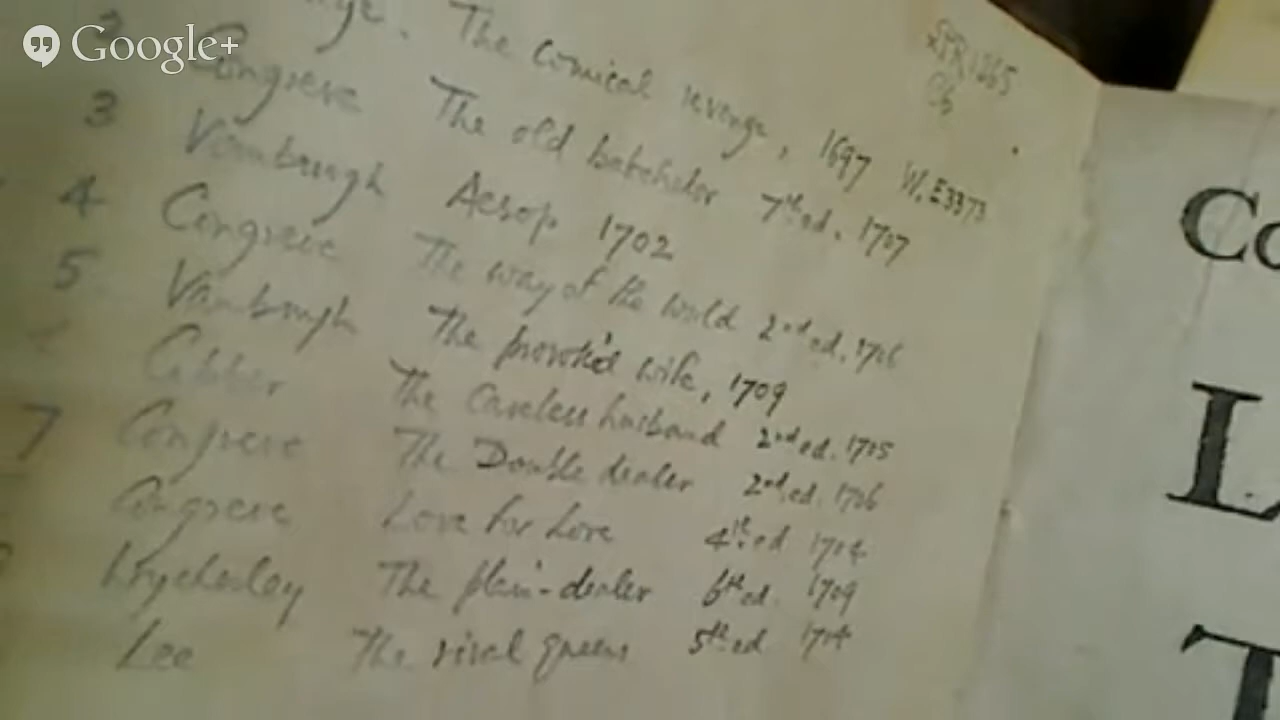 Google+
The comical revenge, 1697 W.E3373
2 Congreve The old batchelor 7th ed. 1707
3 Vanbrugh Aesop 1702
4 Congreve The way of the world 2nd ed. 1706
5 Vanbrugh The provok'd wife, 1709
Cibber The Careless husband 2nd ed. 1705
7 Congreve The Double dealer 2nd ed. 1706
Congreve Love for Love 4th ed 1704
Wycherley The plain-dealer 6th ed. 1709
Lee The rival queens 5th ed 1704
Co
L
T